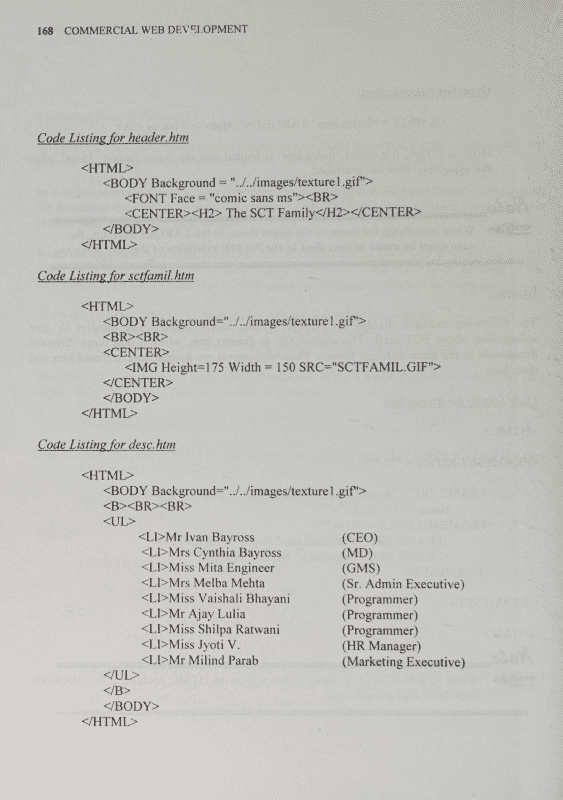 168 COMMERCIAL WEB DEVELOPMENT
Code Listing for header.htm
<HTML>
<BODY Background = "../../images/texture1.gif">
<FONT Face = "comic sans ms"><BR>
<CENTER><H2> The SCT Family</H2></CENTER>
</BODY>
</HTML>
Code Listing for sctfamil.htm
<HTML>
<BODY Background="../../images/texture1.gif">
<BR><BR>
<CENTER>
<IMG Height=175 Width = 150 SRC="SCTFAMIL.GIF">
</CENTER>
</BODY>
</HTML>
Code Listing for desc.htm
<HTML>
<BODY Background="../../images/texture1.gif">
<B><BR><BR>
<UL>
<LI>Mr Ivan Bayross (CEO)
<LI>Mrs Cynthia Bayross (MD)
<LI>Miss Mita Engineer (GMS)
<LI>Mrs Melba Mehta (Sr. Admin Executive)
<LI>Miss Vaishali Bhayani (Programmer)
<LI>Mr Ajay Lulia (Programmer)
<LI>Miss Shilpa Ratwani (Programmer)
<LI>Miss Jyoti V. (HR Manager)
<LI>Mr Milind Parab (Marketing Executive)
</UL>
</B>
</BODY>
</HTML>